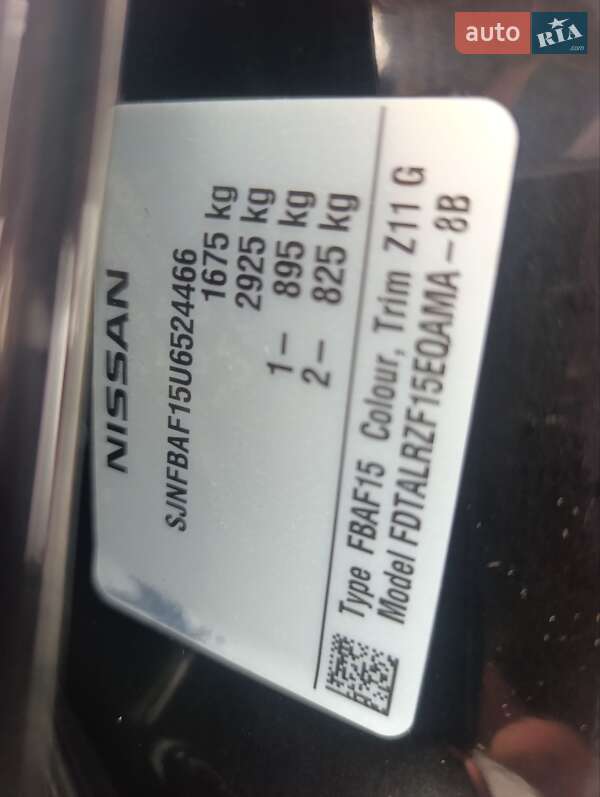 auto RIA
.com
NISSAN
SJNFBAF15U6524466
1675 kg
2925 kg
1– 895 kg
2– 825 kg
Type FBAF15 Colour, Trim Z11 G
Model FDTALRZF15EQAMA–8B